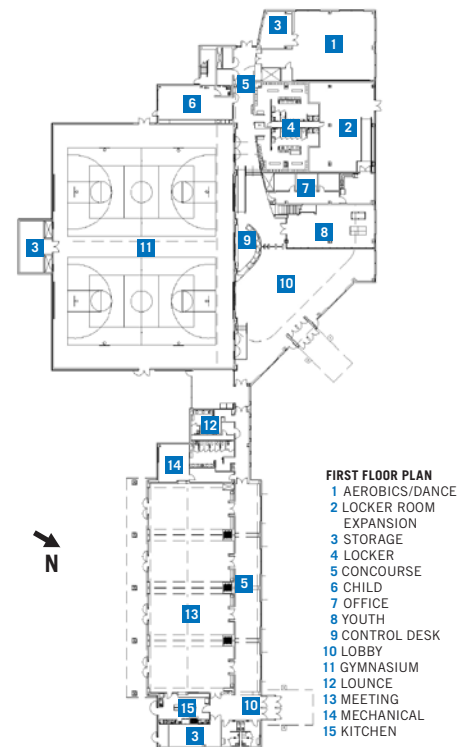 3
1
5
6
4
2
7
8
9
3
11
10
12
14
N
5
13
15
10
3
FIRST FLOOR PLAN
1 AEROBICS/DANCE
2 LOCKER ROOM
EXPANSION
3 STORAGE
4 LOCKER
5 CONCOURSE
6 CHILD
7 OFFICE
8 YOUTH
9 CONTROL DESK
10 LOBBY
11 GYMNASIUM
12 LOUNCE
13 MEETING
14 MECHANICAL
15 KITCHEN